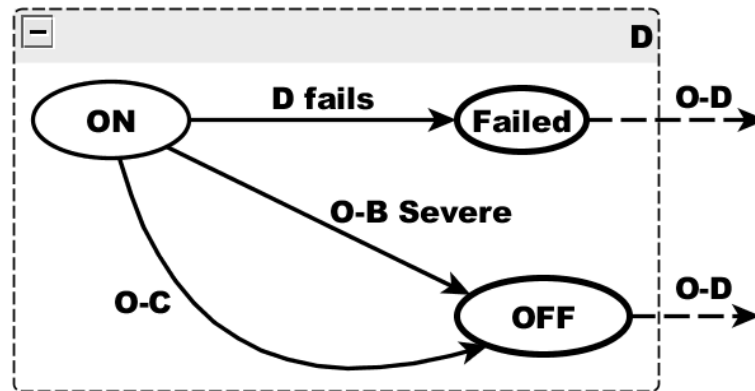 D
ON
D fails
Failed
O-D
O-B Severe
O-C
OFF
O-D